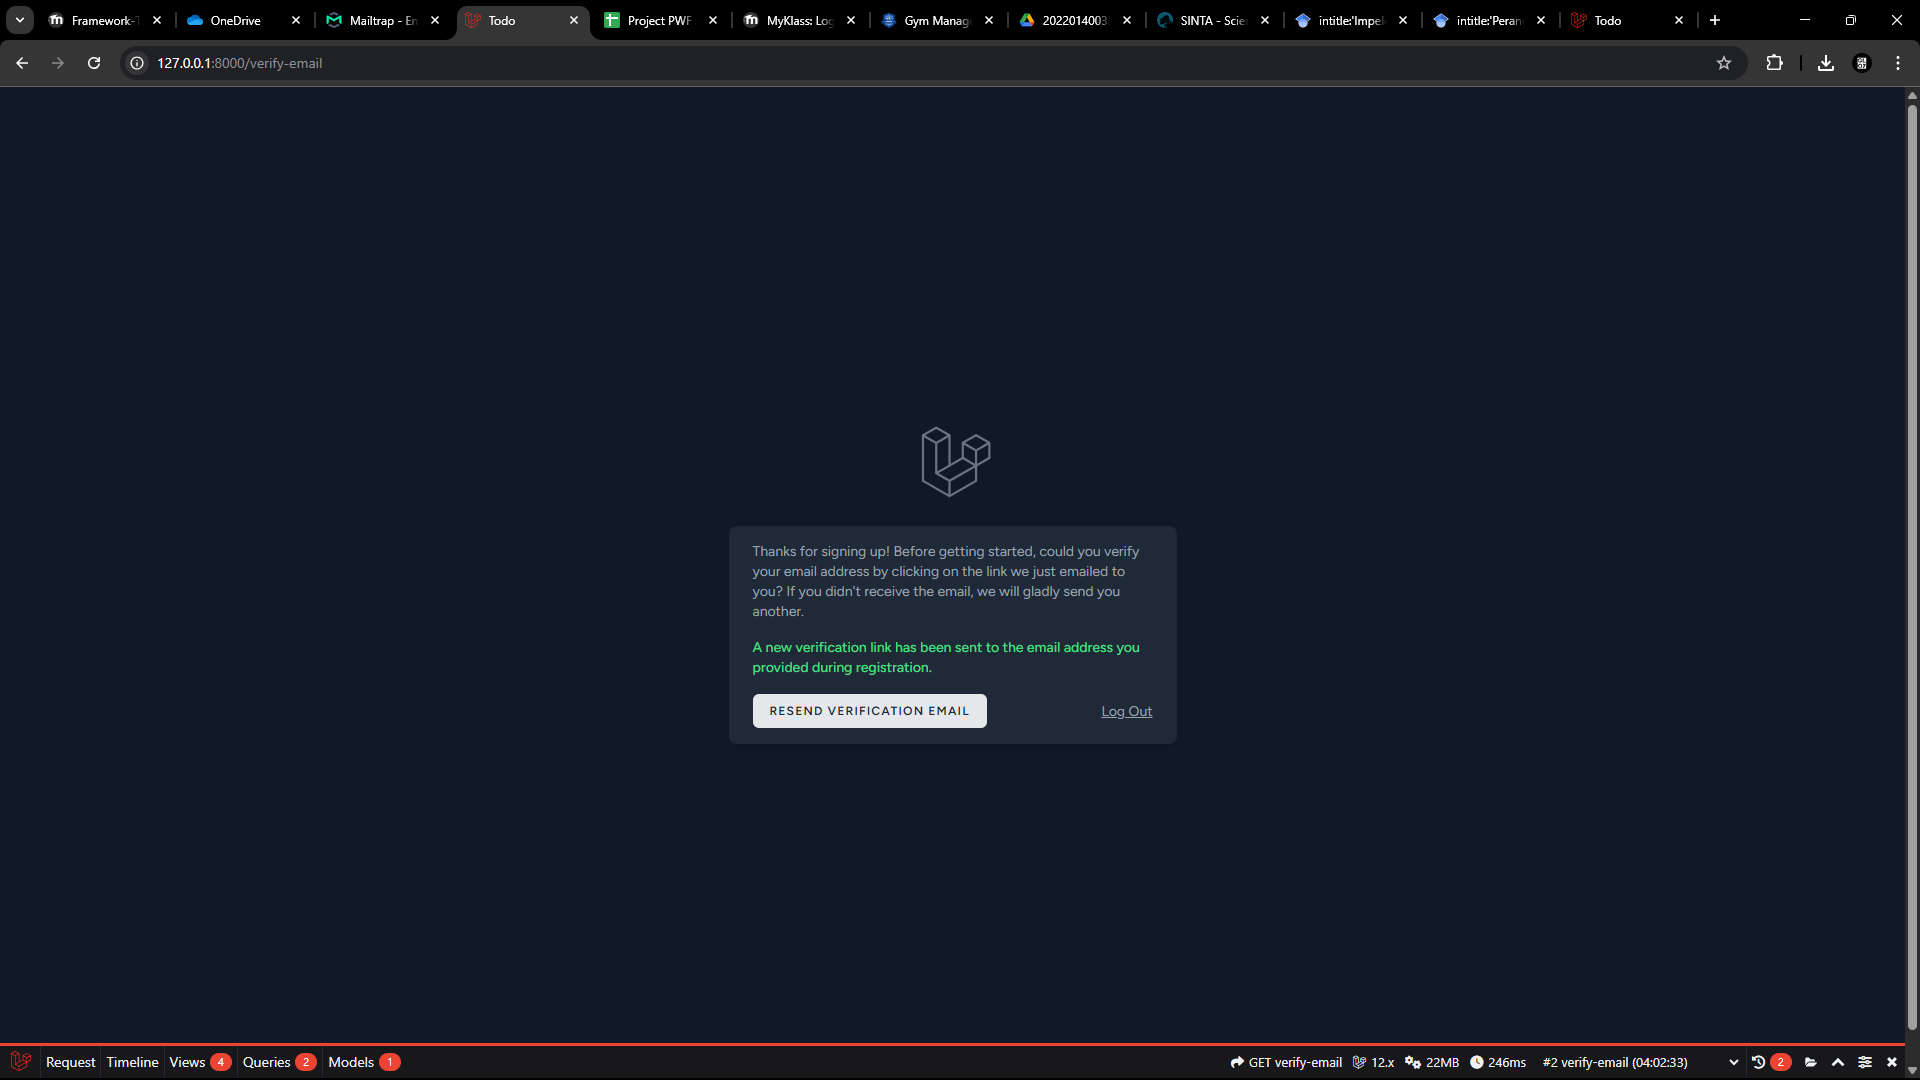 Framework-T
OneDrive
Mailtrap - Em
Todo
Project PWF
MyKlass: Log
Gym Manag
2022014003
SINTA - Scien
intitle:'Impel
intitle:'Peran
Todo
127.0.0.1:8000/verify-email
Thanks for signing up! Before getting started, could you verify
your email address by clicking on the link we just emailed to
you? If you didn't receive the email, we will gladly send you
another.
A new verification link has been sent to the email address you
provided during registration.
RESEND VERIFICATION EMAIL
Log Out
Request Timeline Views 4 Queries 2 Models 1
GET verify-email 12.x 22MB 246ms #2 verify-email (04:02:33) 2